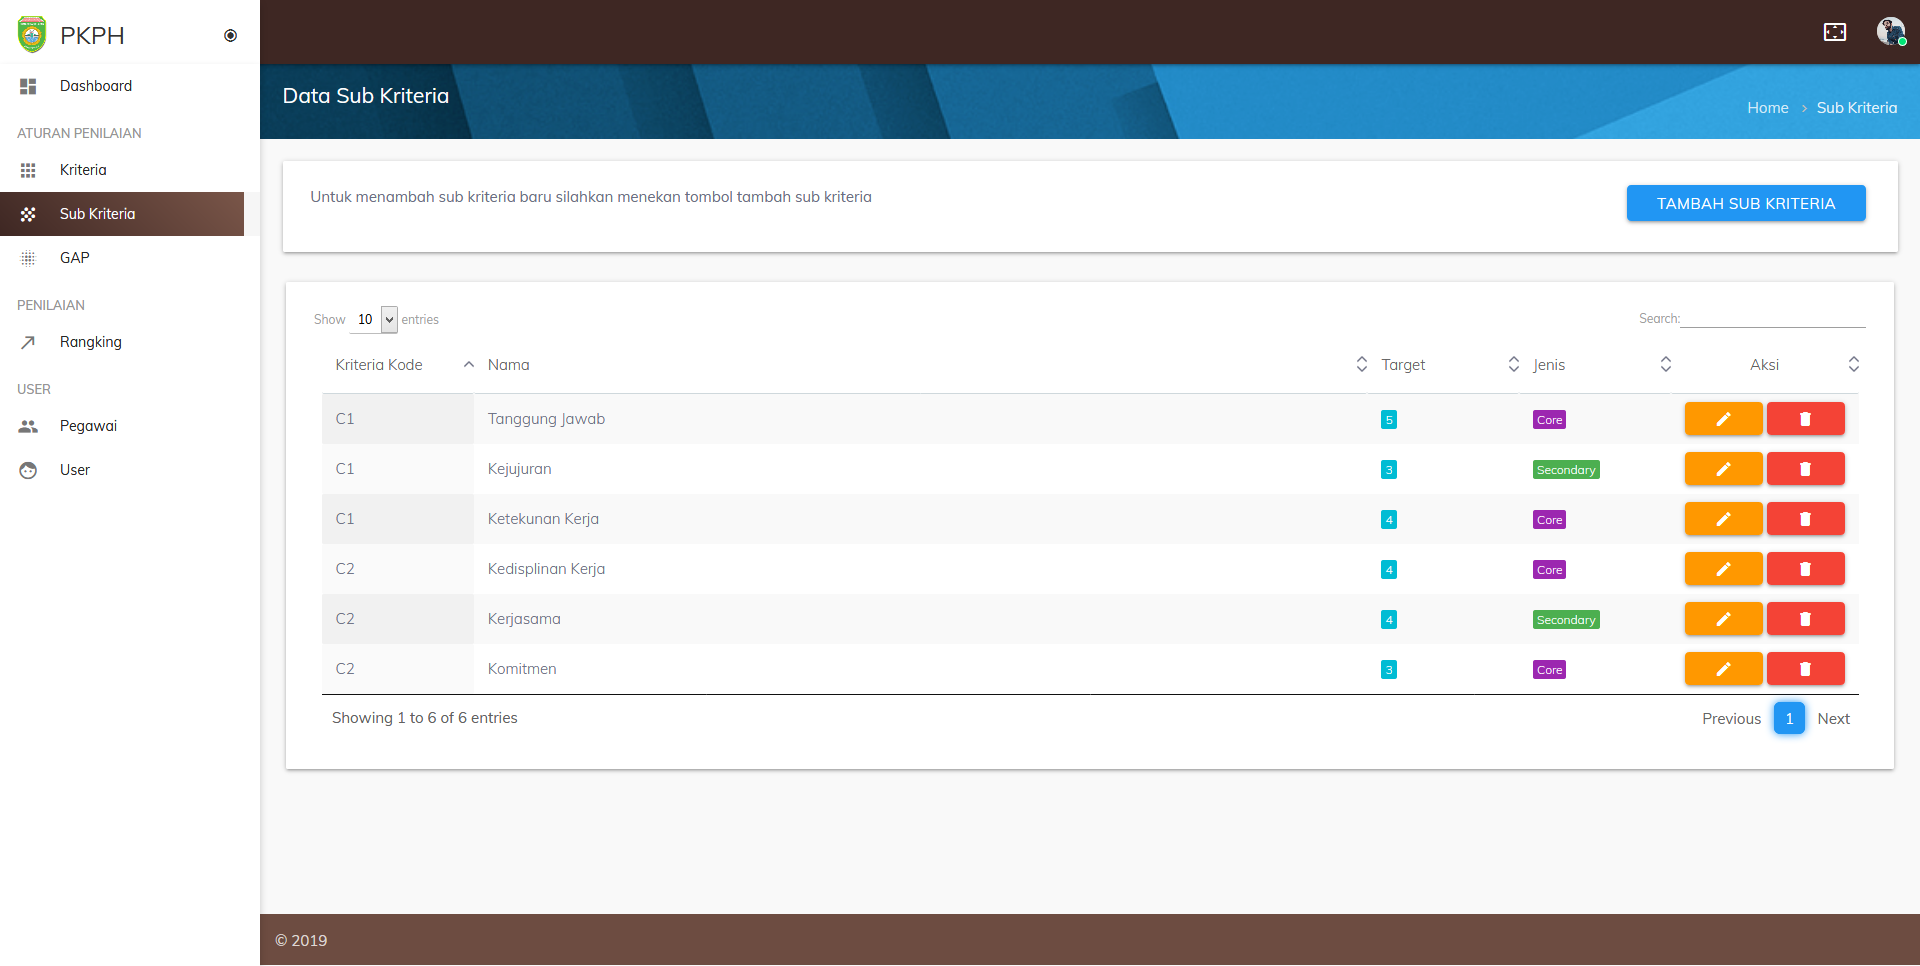 PKPH
Dashboard
ATURAN PENILAIAN
Kriteria
Sub Kriteria
GAP
PENILAIAN
Rangking
USER
Pegawai
User
Data Sub Kriteria
Home > Sub Kriteria
Untuk menambah sub kriteria baru silahkan menekan tombol tambah sub kriteria
TAMBAH SUB KRITERIA
Show 10 entries
Search:
Kriteria Kode Nama Target Jenis Aksi
C1 Tanggung Jawab 5 Core
C1 Kejujuran 3 Secondary
C1 Ketekunan Kerja 4 Core
C2 Kedisplinan Kerja 4 Core
C2 Kerjasama 4 Secondary
C2 Komitmen 3 Core
Showing 1 to 6 of 6 entries
Previous 1 Next
© 2019